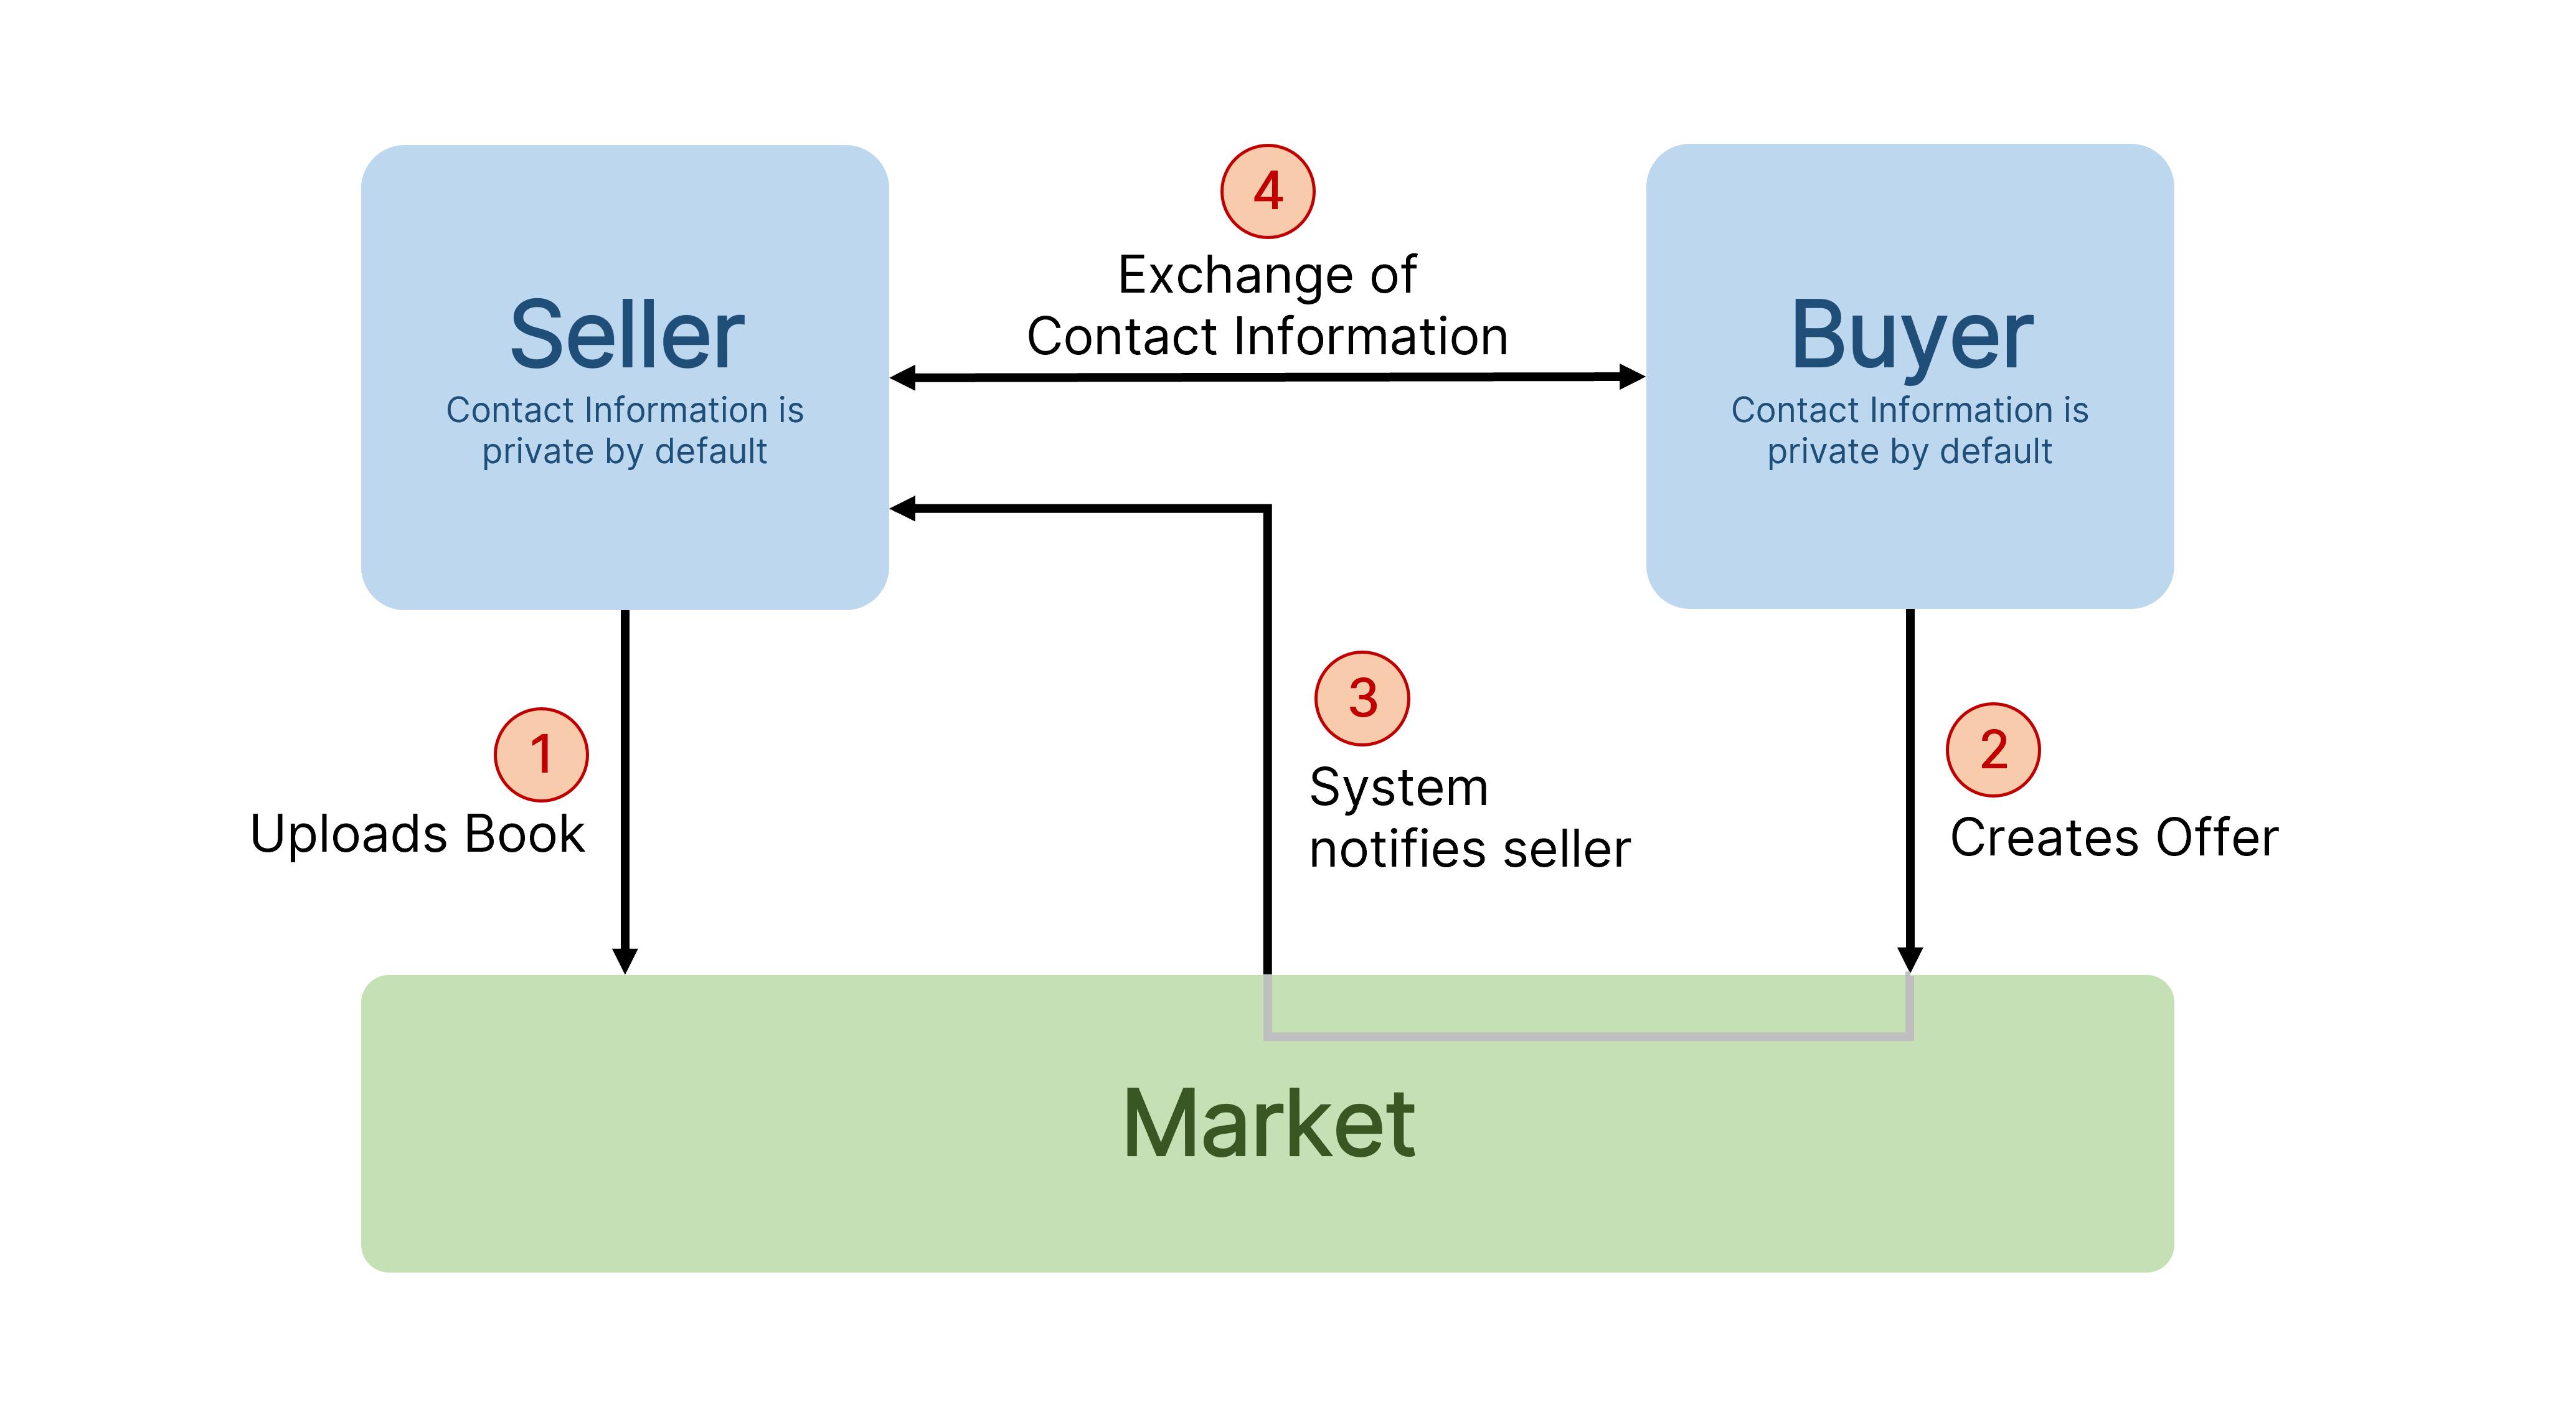 4
Exchange of
Contact Information
Seller
Contact Information is
private by default
Buyer
Contact Information is
private by default
1
Uploads Book
3
System
notifies seller
2
Creates Offer
Market